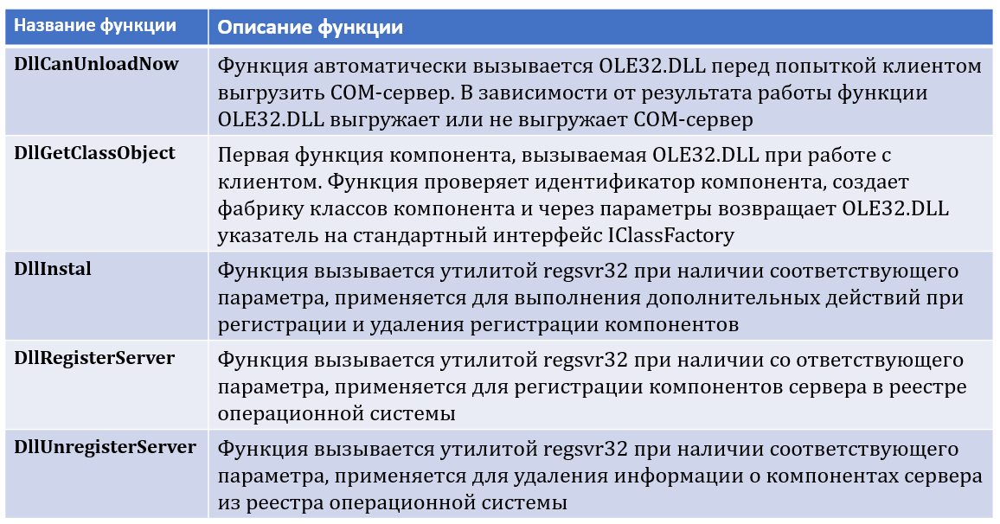 Название функции
Описание функции
DllCanUnloadNow
Функция автоматически вызывается OLE32.DLL перед попыткой клиентом
выгрузить COM-сервер. В зависимости от результата работы функции
OLE32.DLL выгружает или не выгружает COM-сервер
DllGetClassObject
Первая функция компонента, вызываемая OLE32.DLL при работе с
клиентом. Функция проверяет идентификатор компонента, создает
фабрику классов компонента и через параметры возвращает OLE32.DLL
указатель на стандартный интерфейс IClassFactory
DllInstal
Функция вызывается утилитой regsvr32 при наличии соответствующего
параметра, применяется для выполнения дополнительных действий при
регистрации и удаления регистрации компонентов
DllRegisterServer
Функция вызывается утилитой regsvr32 при наличии со ответствующего
параметра, применяется для регистрации компонентов сервера в реестре
операционной системы
DllUnregisterServer
Функция вызывается утилитой regsvr32 при наличии соответствующего
параметра, применяется для удаления информации о компонентах сервера
из реестра операционной системы